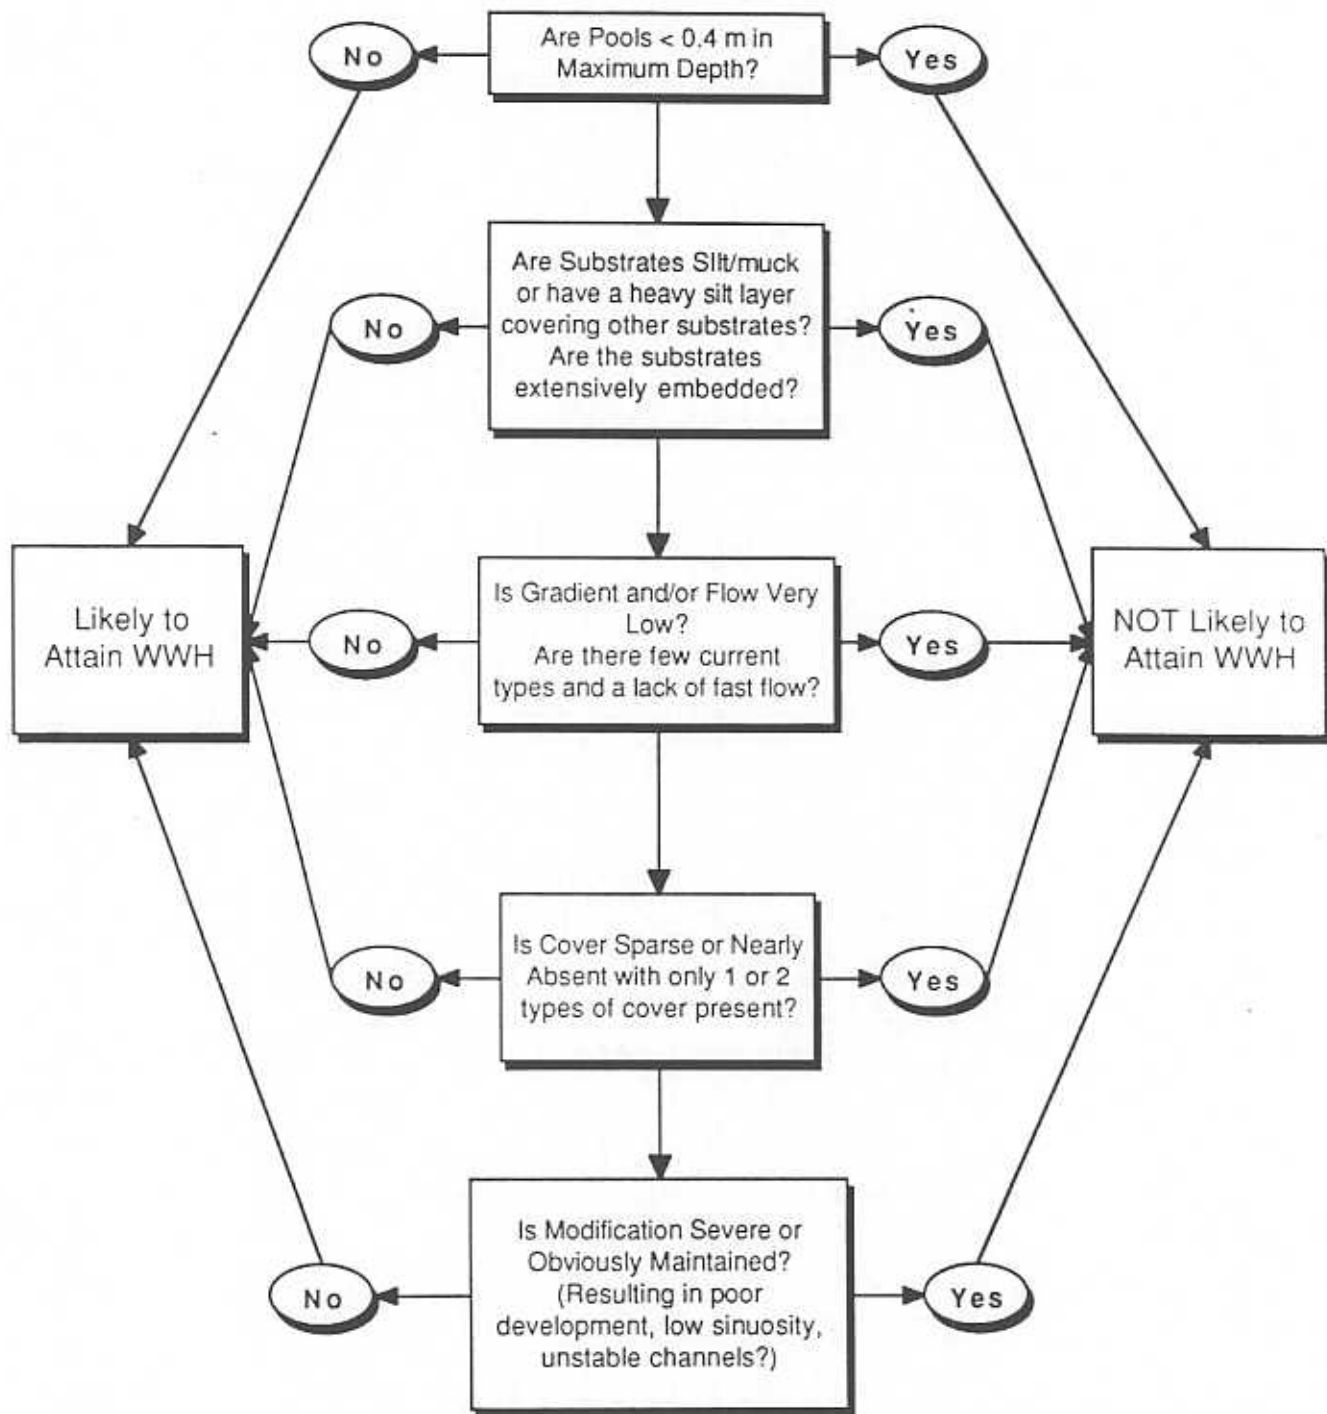 Are Pools < 0.4 m in
Maximum Depth?
No
Yes
Are Substrates Silt/muck
or have a heavy silt layer
covering other substrates?
Are the substrates
extensively embedded?
No
Yes
Likely to
Attain WWH
Is Gradient and/or Flow Very
Low?
Are there few current
types and a lack of fast flow?
No
Yes
NOT Likely to
Attain WWH
Is Cover Sparse or Nearly
Absent with only 1 or 2
types of cover present?
No
Yes
Is Modification Severe or
Obviously Maintained?
(Resulting in poor
development, low sinuosity,
unstable channels?)
No
Yes